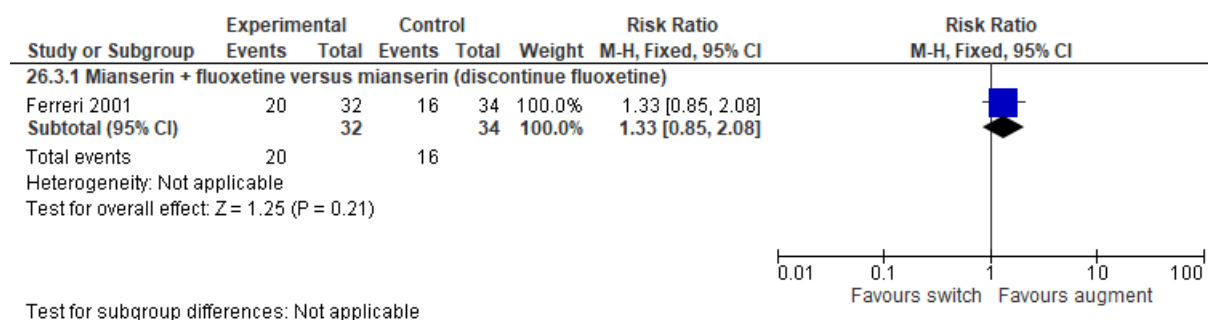 Experimental Control Risk Ratio Risk Ratio
Study or Subgroup Events Total Events Total Weight M-H, Fixed, 95% CI M-H, Fixed, 95% CI
26.3.1 Mianserin + fluoxetine versus mianserin (discontinue fluoxetine)
Ferreri 2001 20 32 16 34 100.0% 1.33 [0.85, 2.08]
Subtotal (95% CI) 32 34 100.0% 1.33 [0.85, 2.08]
Total events 20 16
Heterogeneity: Not applicable
Test for overall effect: Z = 1.25 (P = 0.21)
0.01 0.1 1 10 100
Favours switch Favours augment
Test for subgroup differences: Not applicable